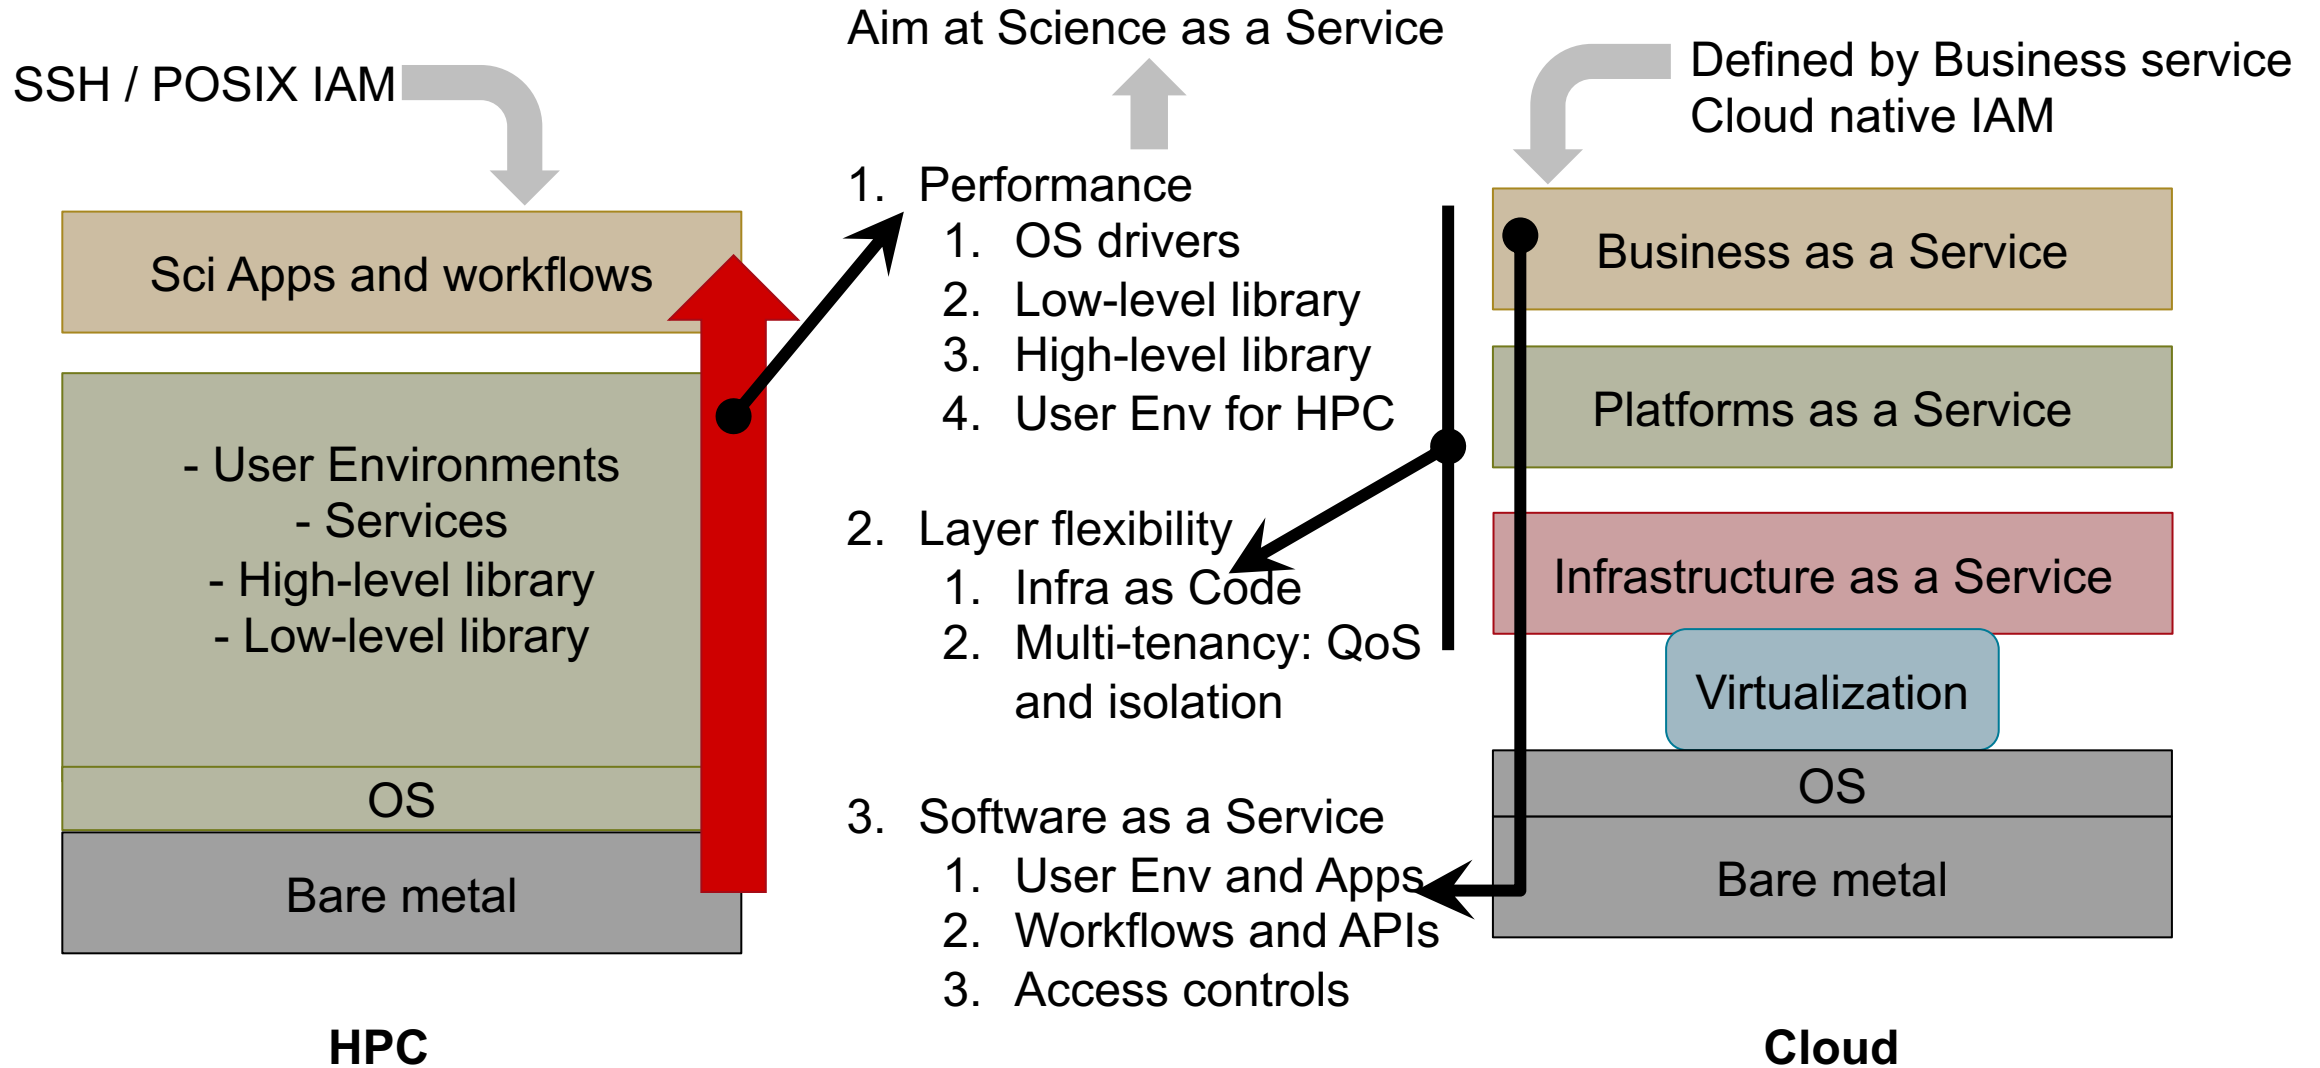 Aim at Science as a Service
SSH / POSIX IAM
Defined by Business service
Cloud native IAM
Sci Apps and workflows
- User Environments
- Services
- High-level library
- Low-level library
OS
Bare metal
HPC
1. Performance
1. OS drivers
2. Low-level library
3. High-level library
4. User Env for HPC
2. Layer flexibility
1. Infra as Code
2. Multi-tenancy: QoS
and isolation
3. Software as a Service
1. User Env and Apps
2. Workflows and APIs
3. Access controls
Business as a Service
Platforms as a Service
Infrastructure as a Service
Virtualization
OS
Bare metal
Cloud